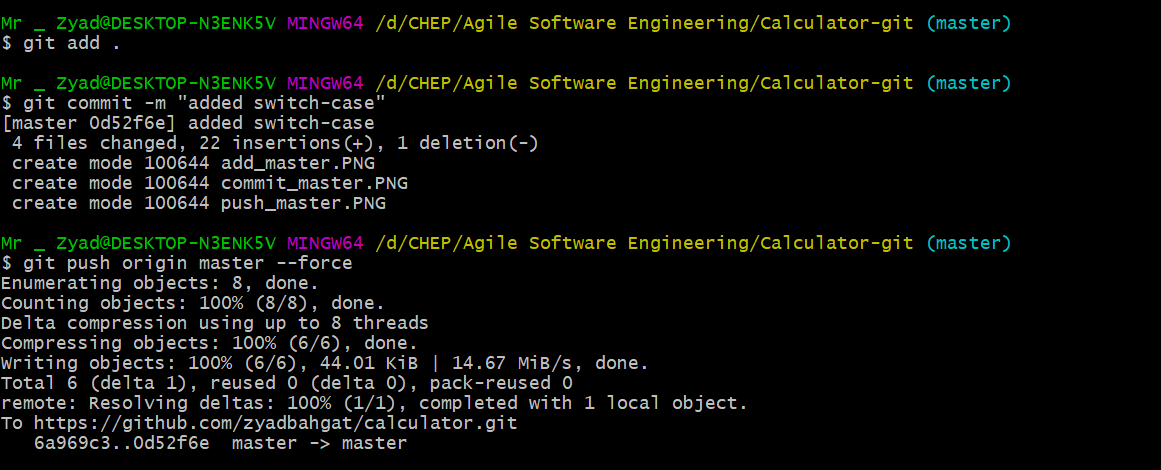 Mr _ Zyad@DESKTOP-N3ENK5V MINGW64 /d/CHEP/Agile Software Engineering/Calculator-git (master)
$ git add .
Mr _ Zyad@DESKTOP-N3ENK5V MINGW64 /d/CHEP/Agile Software Engineering/Calculator-git (master)
$ git commit -m "added switch-case"
[master 0d52f6e] added switch-case
 4 files changed, 22 insertions(+), 1 deletion(-)
 create mode 100644 add_master.PNG
 create mode 100644 commit_master.PNG
 create mode 100644 push_master.PNG
Mr _ Zyad@DESKTOP-N3ENK5V MINGW64 /d/CHEP/Agile Software Engineering/Calculator-git (master)
$ git push origin master --force
Enumerating objects: 8, done.
Counting objects: 100% (8/8), done.
Delta compression using up to 8 threads
Compressing objects: 100% (6/6), done.
Writing objects: 100% (6/6), 44.01 KiB | 14.67 MiB/s, done.
Total 6 (delta 1), reused 0 (delta 0), pack-reused 0
remote: Resolving deltas: 100% (1/1), completed with 1 local object.
To https://github.com/zyadbahgat/calculator.git
   6a969c3..0d52f6e  master -> master